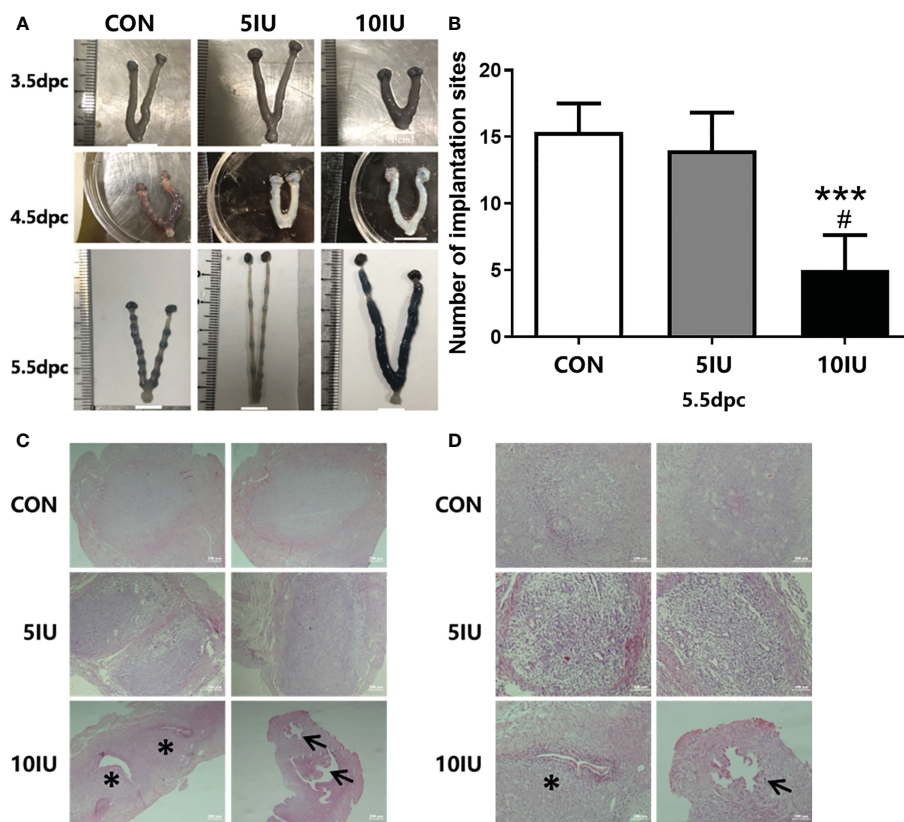 A
CON 5IU 10IU
3.5dpc
4.5dpc
5.5dpc
B
Number of implantation sites
20
15
10
5
0
***
#
CON 5IU 10IU
5.5dpc
C
CON
5IU
10IU
* *
D
CON
5IU
10IU
*